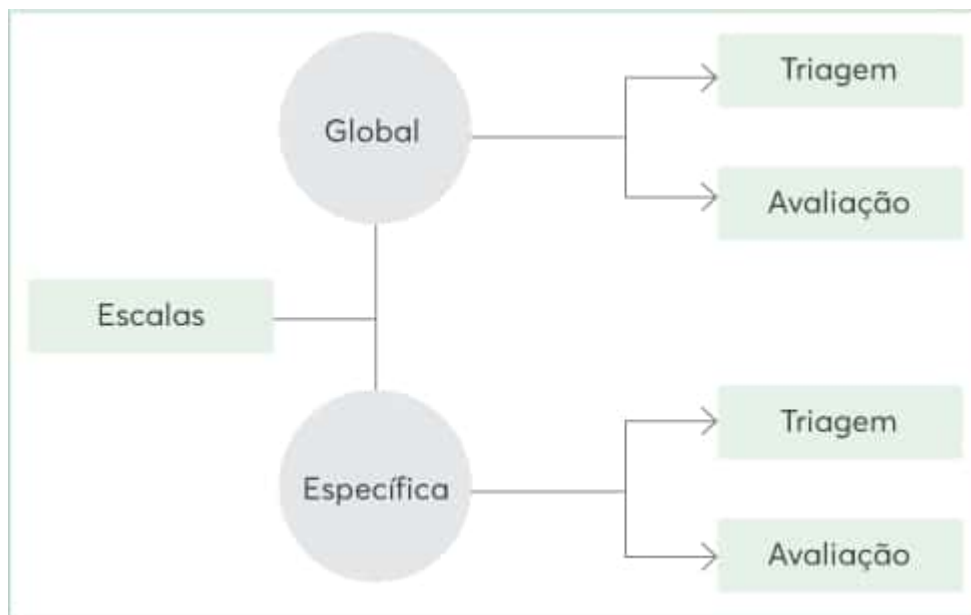 Global
Triagem
Avaliação
Escalas
Específica
Triagem
Avaliação